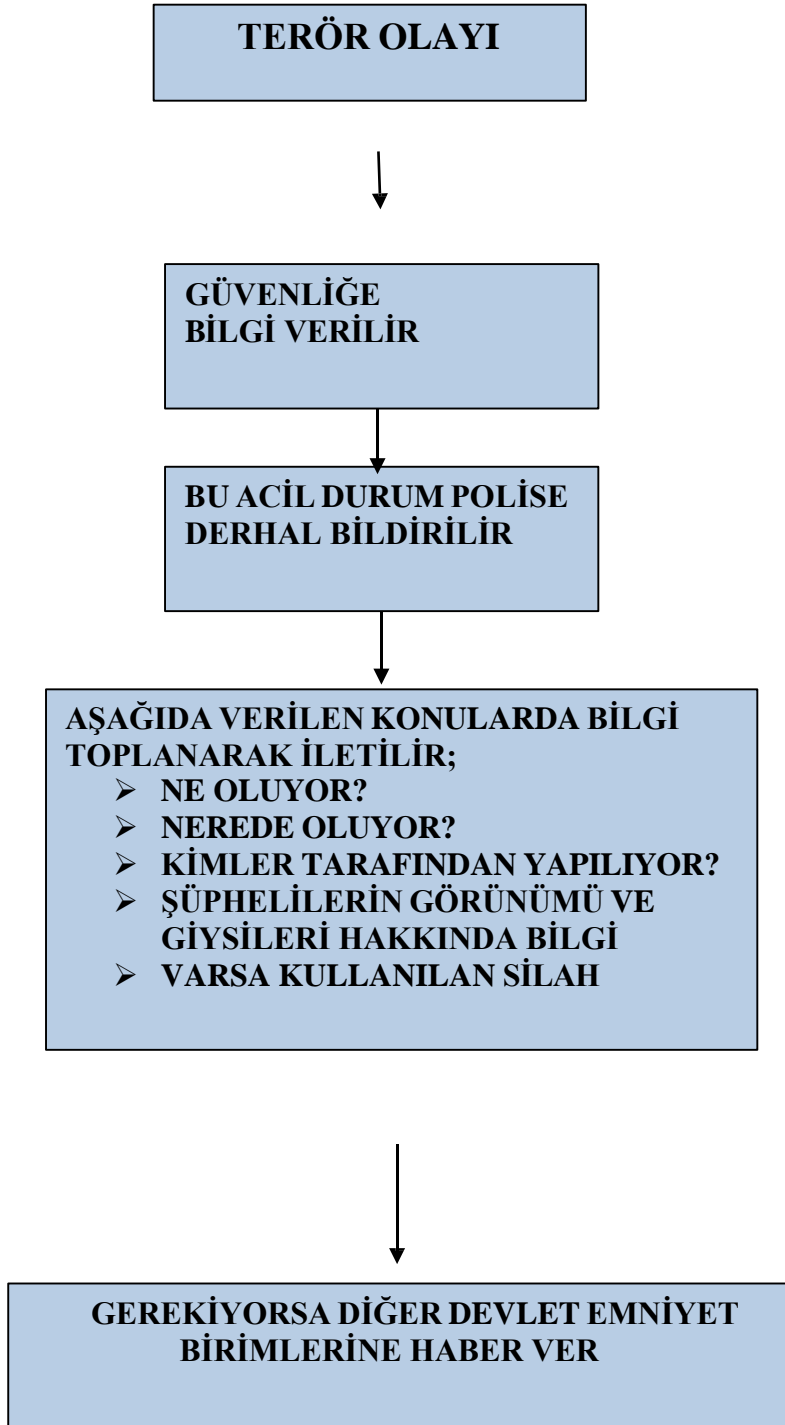 TERÖR OLAYI
GÜVENLİĞE
BİLGİ VERİLİR
BU ACİL DURUM POLİSE
DERHAL BİLDİRİLİR
AŞAĞIDA VERİLEN KONULARDA BİLGİ
TOPLANARAK İLETİLİR;
➢ NE OLUYOR?
➢ NEREDE OLUYOR?
➢ KİMLER TARAFINDAN YAPILIYOR?
➢ ŞÜPHELİLERİN GÖRÜNÜMÜ VE
GİYSİLERİ HAKKINDA BİLGİ
➢ VARSA KULLANILAN SİLAH
GEREKİYORSA DİĞER DEVLET EMNİYET
BİRİMLERİNE HABER VER